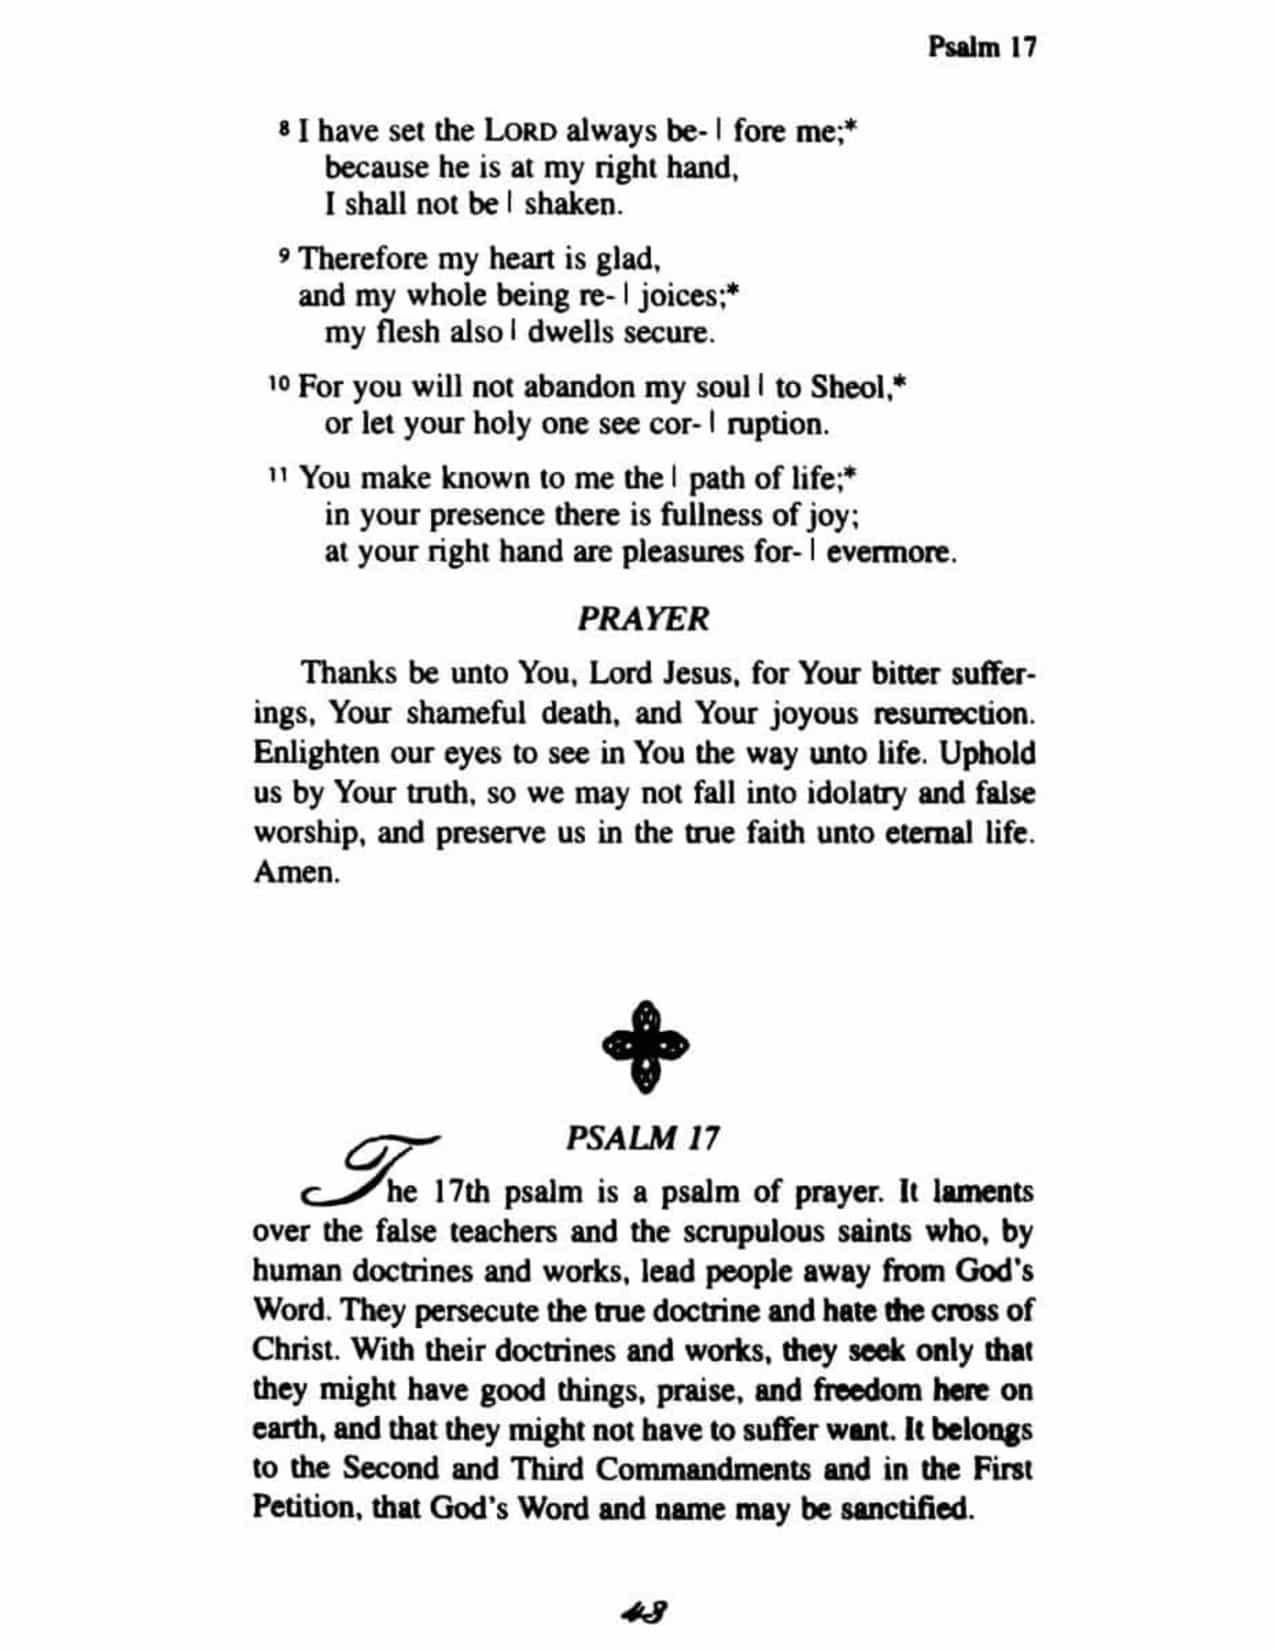 Psalm 17
8 I have set the LORD always be- | fore me;*
because he is at my right hand,
I shall not be | shaken.
9 Therefore my heart is glad,
and my whole being re- | joices;*
my flesh also | dwells secure.
10 For you will not abandon my soul | to Sheol,*
or let your holy one see cor- | ruption.
11 You make known to me the | path of life;*
in your presence there is fullness of joy;
at your right hand are pleasures for- | evermore.
PRAYER
Thanks be unto You, Lord Jesus, for Your bitter suffer-
ings, Your shameful death, and Your joyous resurrection.
Enlighten our eyes to see in You the way unto life. Uphold
us by Your truth, so we may not fall into idolatry and false
worship, and preserve us in the true faith unto eternal life.
Amen.
PSALM 17
The 17th psalm is a psalm of prayer. It laments
over the false teachers and the scrupulous saints who, by
human doctrines and works, lead people away from God's
Word. They persecute the true doctrine and hate the cross of
Christ. With their doctrines and works, they seek only that
they might have good things, praise, and freedom here on
earth, and that they might not have to suffer want. It belongs
to the Second and Third Commandments and in the First
Petition, that God's Word and name may be sanctified.
43